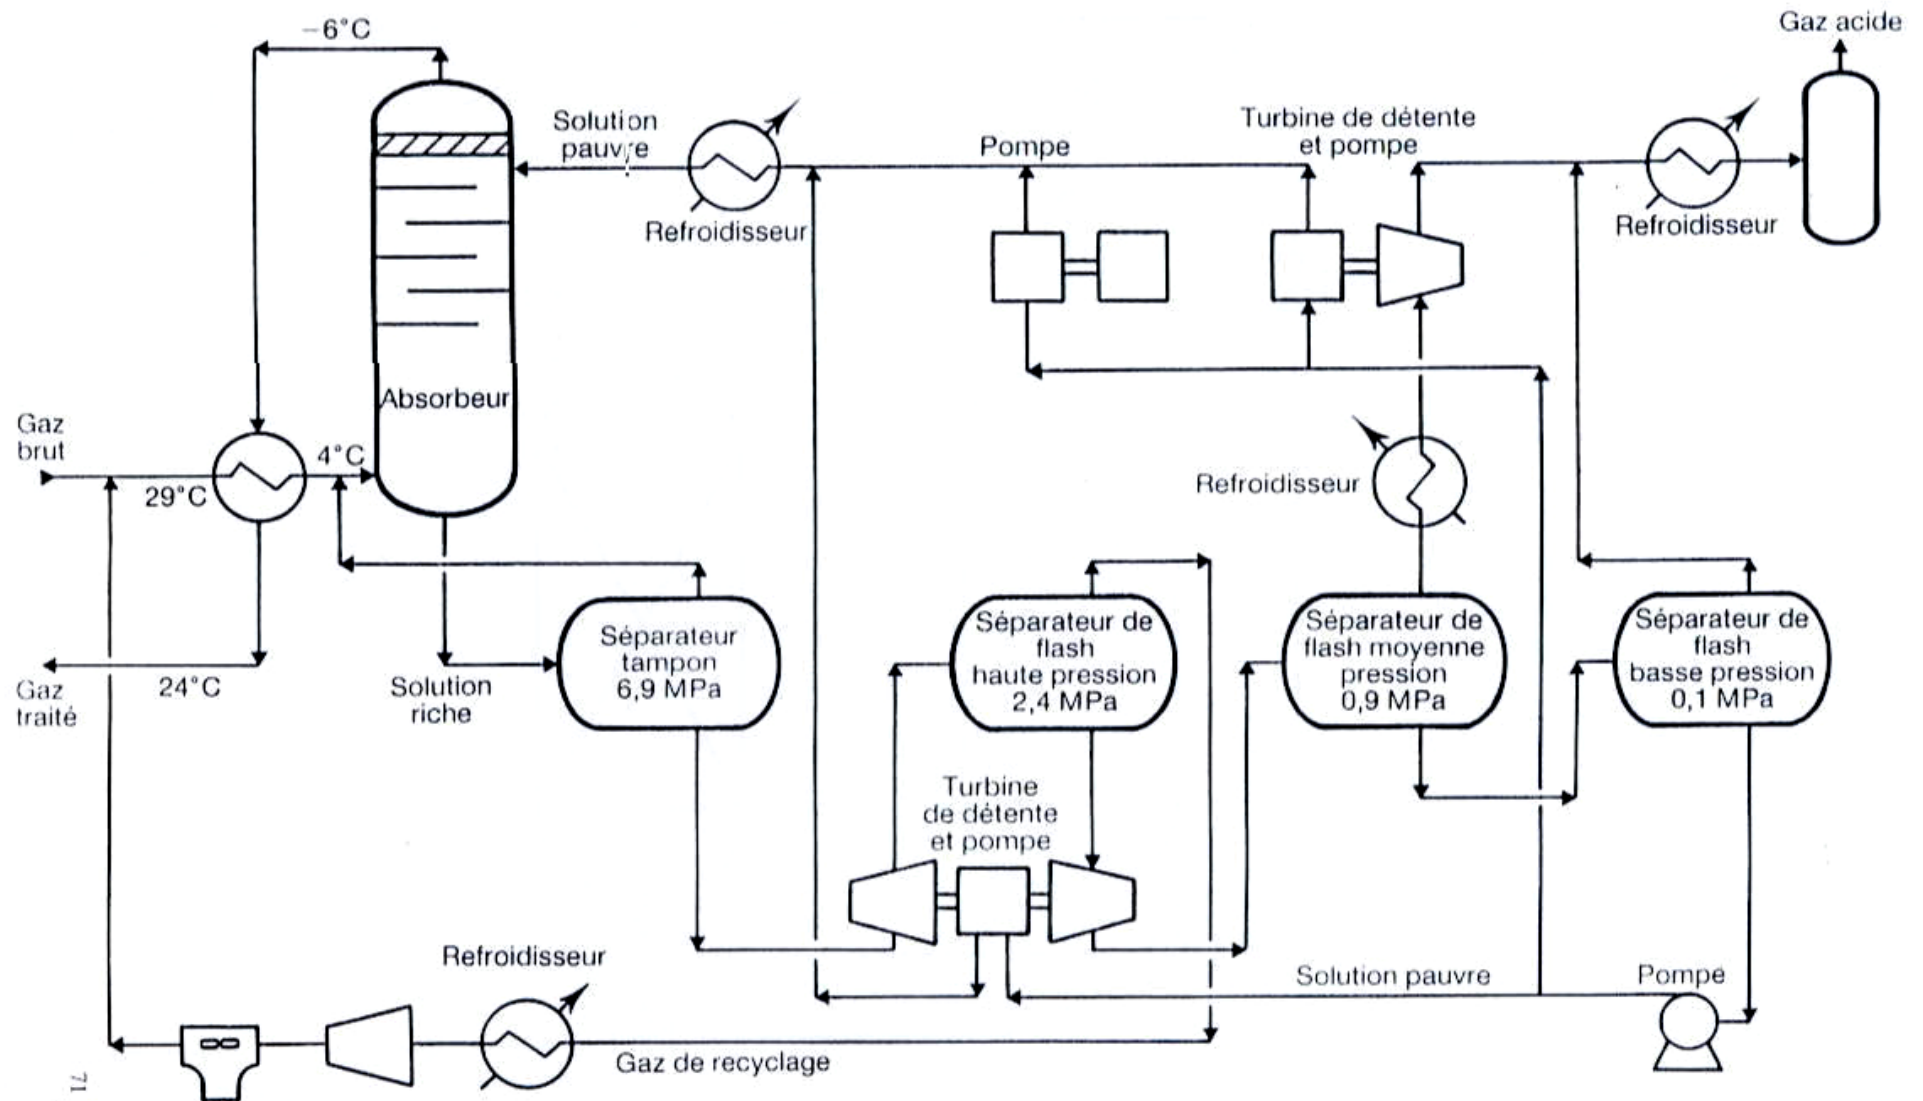 Gaz acide
−6°C
Solution
pauvre
Pompe
Turbine de détente
et pompe
Refroidisseur
Refroidisseur
Absorbeur
Gaz
brut
4°C
29°C
Refroidisseur
Séparateur
tampon
6,9 MPa
Séparateur de
flash
haute pression
2,4 MPa
Séparateur de
flash moyenne
pression
0,9 MPa
Séparateur de
flash
basse pression
0,1 MPa
Gaz
traité
24°C
Solution
riche
Turbine
de détente
et pompe
Refroidisseur
Solution pauvre
Pompe
Gaz de recyclage
71